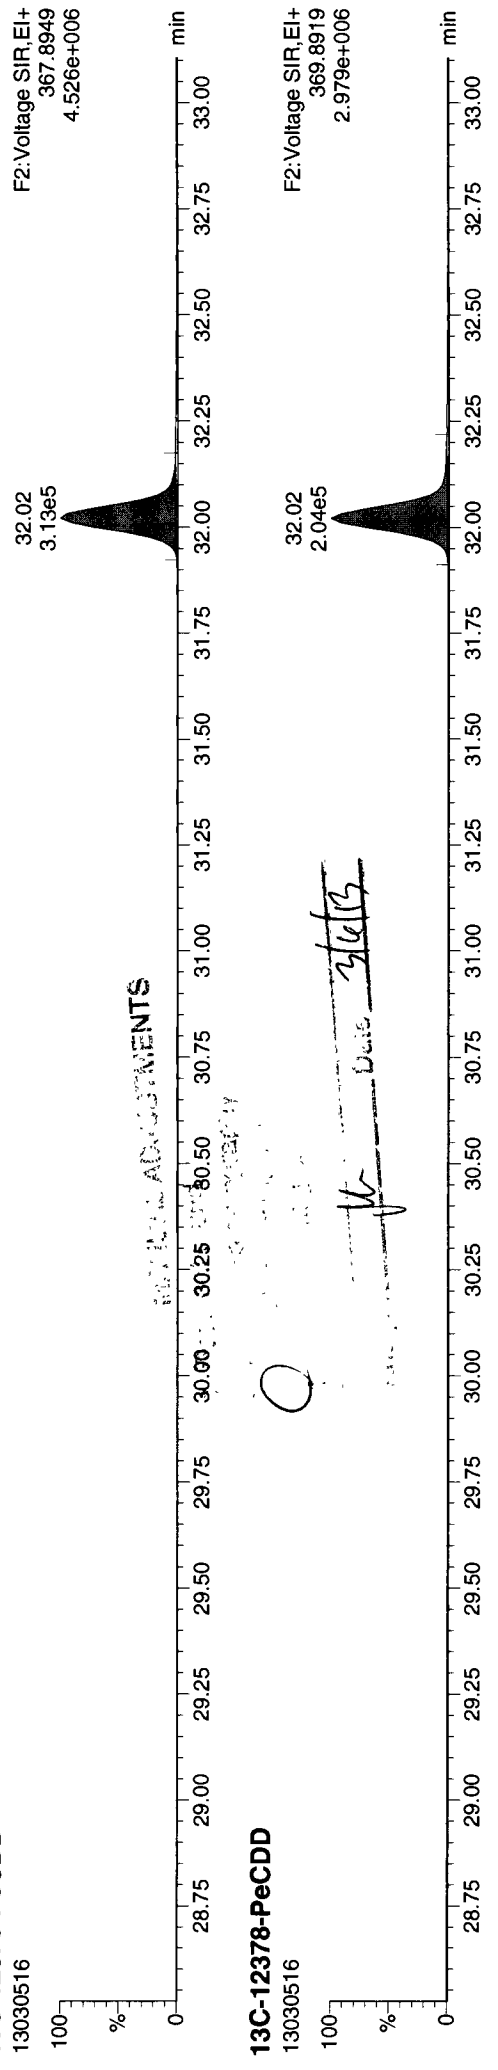 13030516
F2:Voltage SIR,EI+
367.8949
4.526e+006
100
%
0
32.02
3.13e5
28.75 29.00 29.25 29.50 29.75 30.00 30.25 30.50 30.75 31.00 31.25 31.50 31.75 32.00 32.25 32.50 32.75 33.00 min
ADJUSTMENTS
13C-12378-PeCDD
13030516
F2:Voltage SIR,EI+
369.8919
2.979e+006
100
%
0
32.02
2.04e5
Date 3/6/13
28.75 29.00 29.25 29.50 29.75 30.00 30.25 30.50 30.75 31.00 31.25 31.50 31.75 32.00 32.25 32.50 32.75 33.00 min